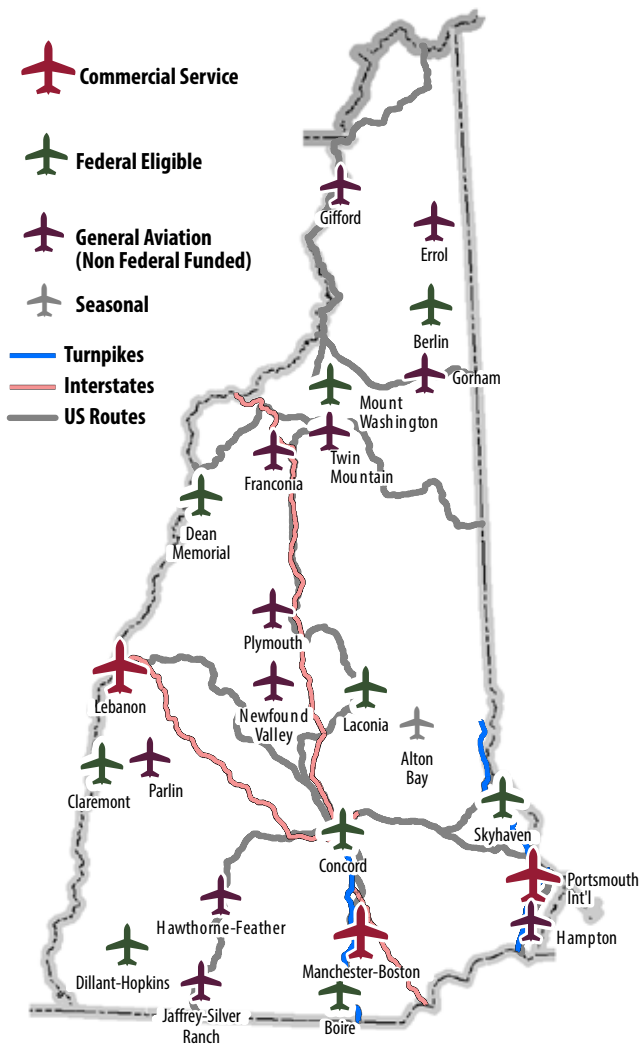 Commercial Service
Federal Eligible
General Aviation
(Non Federal Funded)
Seasonal
Turnpikes
Interstates
US Routes
Gifford
Errol
Berlin
Gorham
Mount
Washington
Twin
Mountain
Franconia
Dean
Memorial
Plymouth
Newfound
Valley
Laconia
Lebanon
Alton
Bay
Claremont
Parlin
Skyhaven
Concord
Portsmouth
Int'l
Hampton
Hawthorne-Feather
Manchester-Boston
Dillant-Hopkins
Jaffrey-Silver
Ranch
Boire